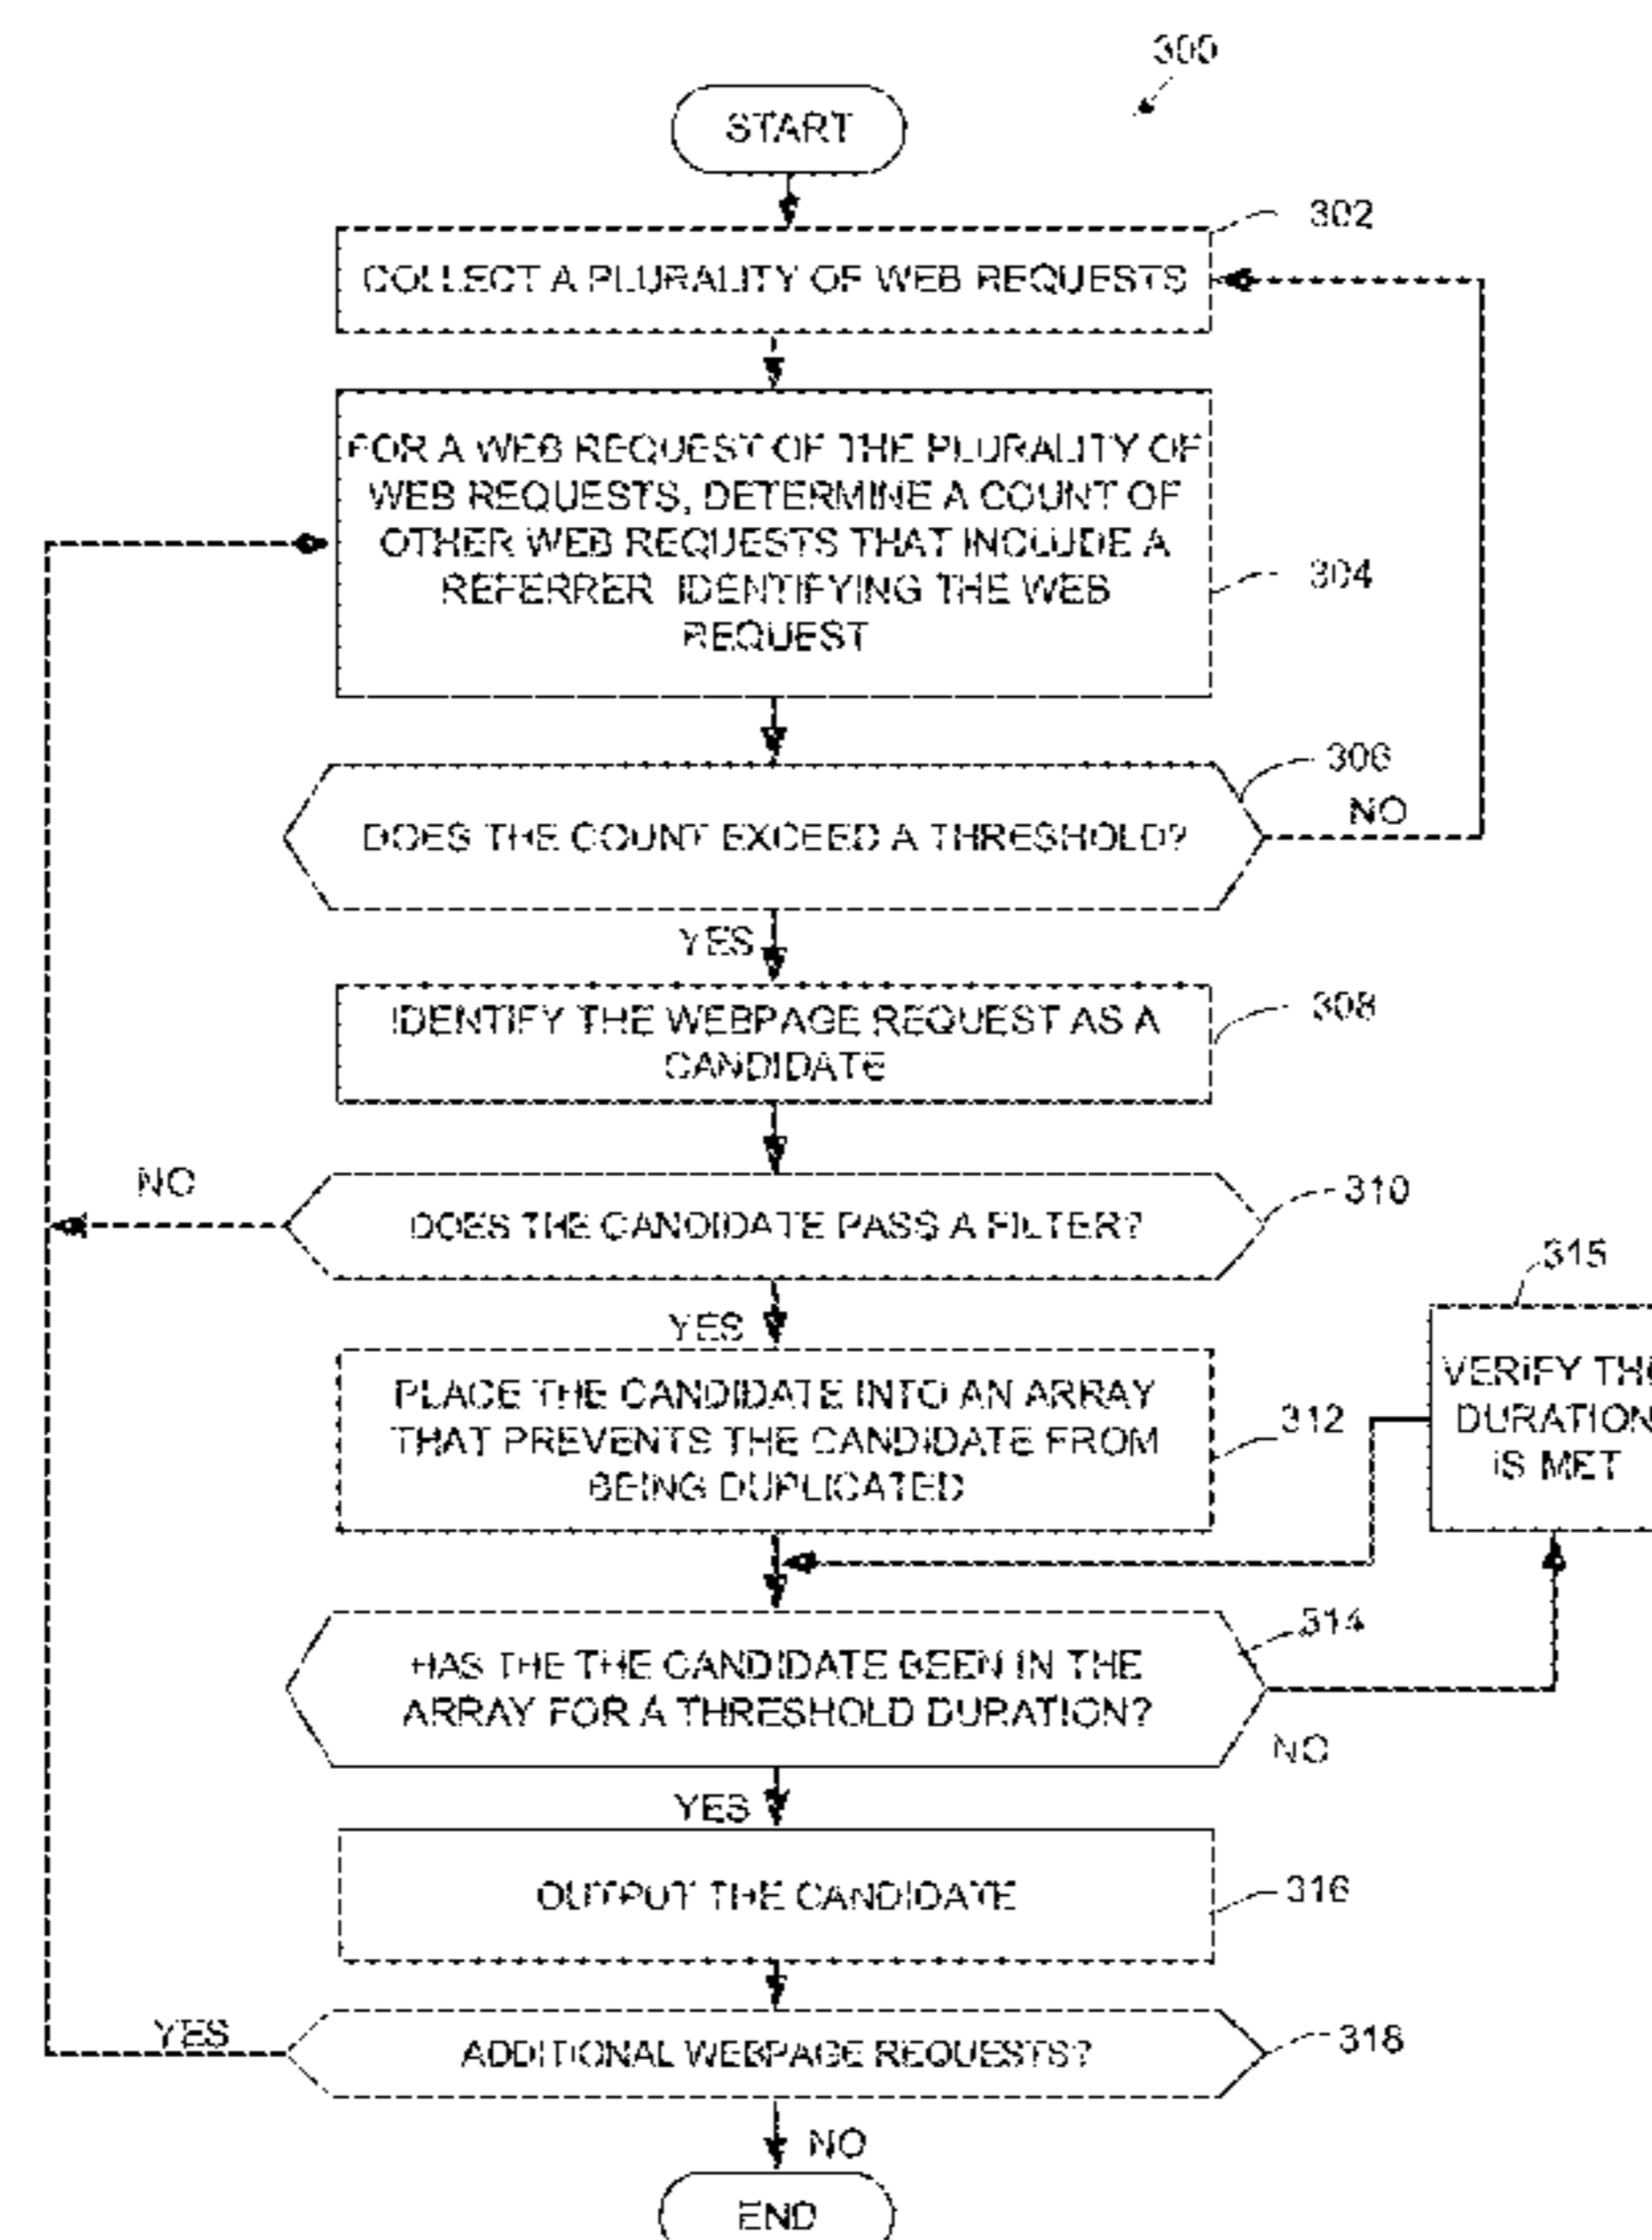 300
START
302
COLLECT A PLURALITY OF WEB REQUESTS
FOR A WEB REQUEST OF THE PLURALITY OF
WEB REQUESTS, DETERMINE A COUNT OF
OTHER WEB REQUESTS THAT INCLUDE A
REFERRER IDENTIFYING THE WEB
REQUEST
304
306
DOES THE COUNT EXCEED A THRESHOLD?
NO
YES
IDENTIFY THE WEBPAGE REQUEST AS A
CANDIDATE
308
NO
DOES THE CANDIDATE PASS A FILTER?
310
YES
PLACE THE CANDIDATE INTO AN ARRAY
THAT PREVENTS THE CANDIDATE FROM
BEING DUPLICATED
312
315
VERIFY THE
DURATION
IS MET
314
HAS THE THE CANDIDATE BEEN IN THE
ARRAY FOR A THRESHOLD DURATION?
NO
YES
OUTPUT THE CANDIDATE
316
YES
ADDITIONAL WEBPAGE REQUESTS?
318
NO
END